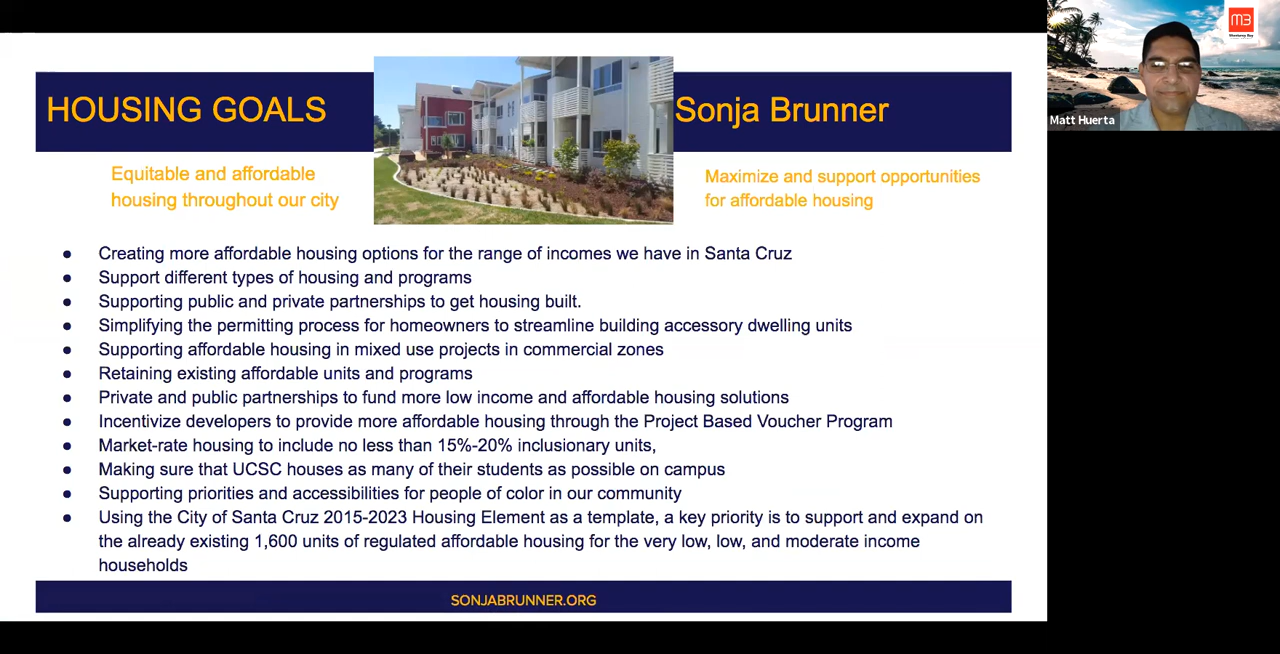 HOUSING GOALS
Sonja Brunner
Equitable and affordable
housing throughout our city
Maximize and support opportunities
for affordable housing
● Creating more affordable housing options for the range of incomes we have in Santa Cruz
● Support different types of housing and programs
● Supporting public and private partnerships to get housing built.
● Simplifying the permitting process for homeowners to streamline building accessory dwelling units
● Supporting affordable housing in mixed use projects in commercial zones
● Retaining existing affordable units and programs
● Private and public partnerships to fund more low income and affordable housing solutions
● Incentivize developers to provide more affordable housing through the Project Based Voucher Program
● Market-rate housing to include no less than 15%-20% inclusionary units,
● Making sure that UCSC houses as many of their students as possible on campus
● Supporting priorities and accessibilities for people of color in our community
● Using the City of Santa Cruz 2015-2023 Housing Element as a template, a key priority is to support and expand on
the already existing 1,600 units of regulated affordable housing for the very low, low, and moderate income
households
SONJABRUNNER.ORG
Monterey Bay
Matt Huerta